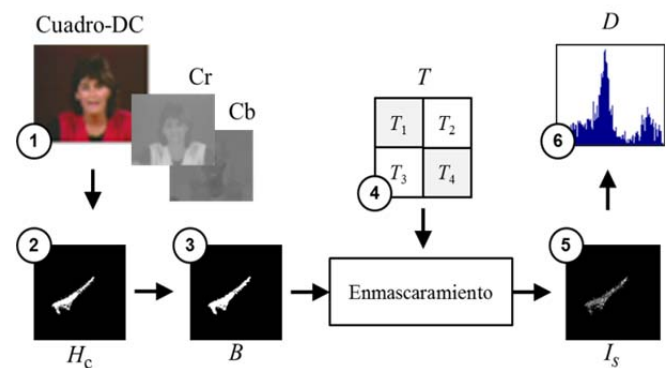 Cuadro-DC
Cr
Cb
1
T
T1 T2
T3 T4
4
D
6
2
Hc
3
B
Enmascaramiento
5
Is